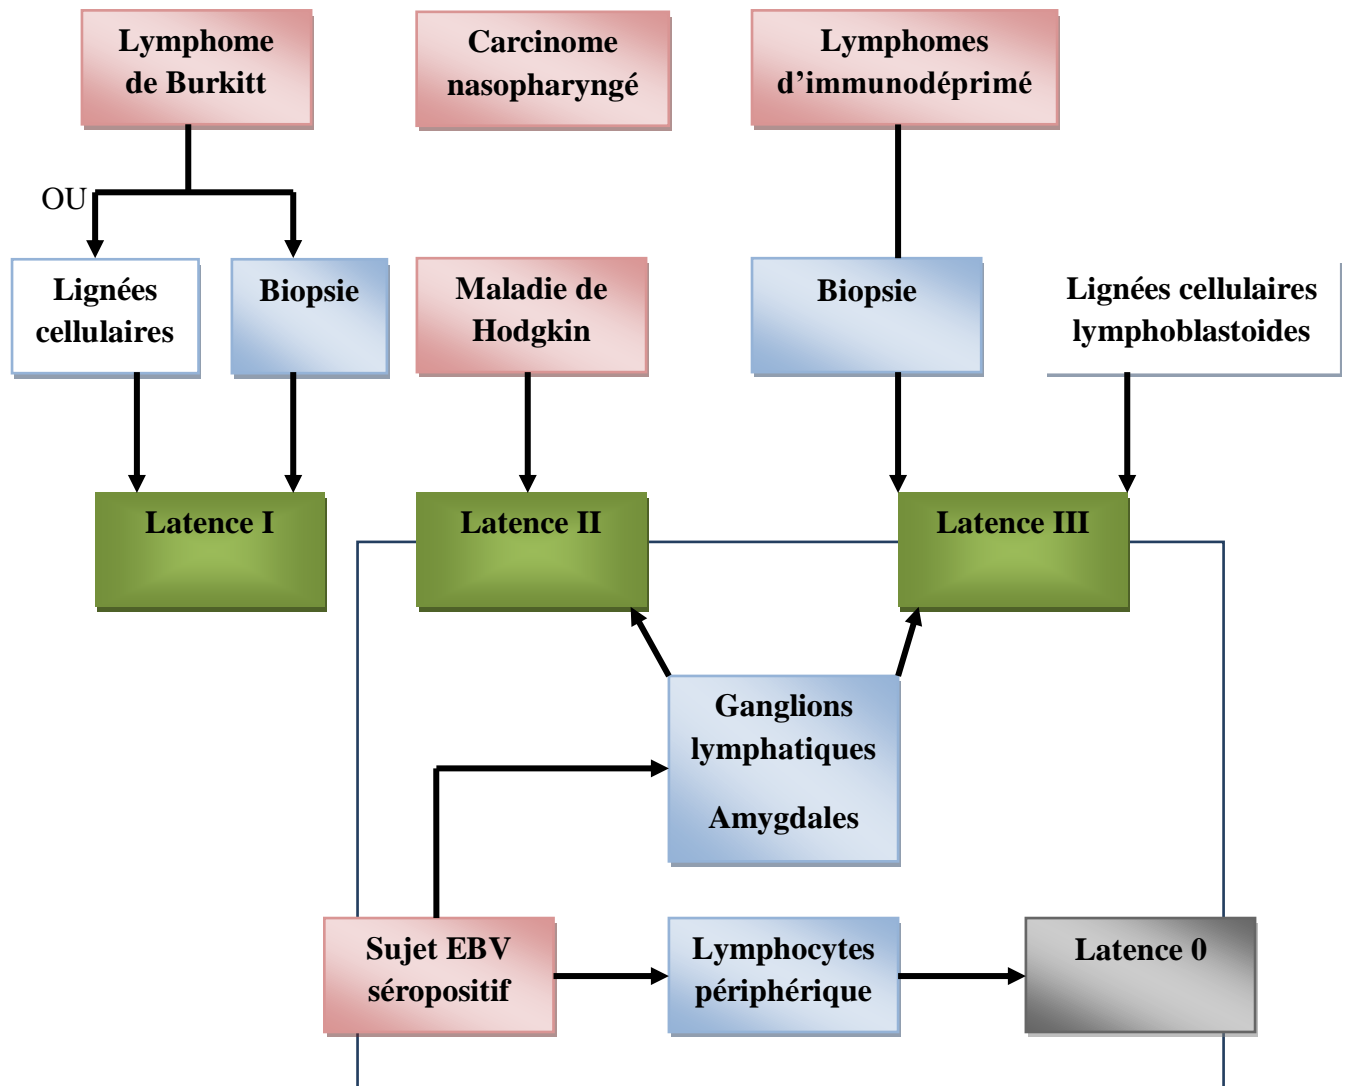 Lymphome
de Burkitt
Carcinome
nasopharyngé
Lymphomes
d’immunodéprimé
OU
Lignées
cellulaires
Biopsie
Maladie de
Hodgkin
Biopsie
Lignées cellulaires
lymphoblastoides
Latence I
Latence II
Latence III
Ganglions
lymphatiques
Amygdales
Sujet EBV
séropositif
Lymphocytes
périphérique
Latence 0